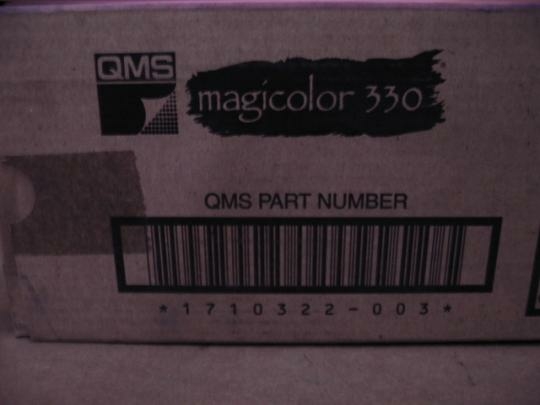 QMS
magicolor 330
QMS PART NUMBER
*1710322-003*